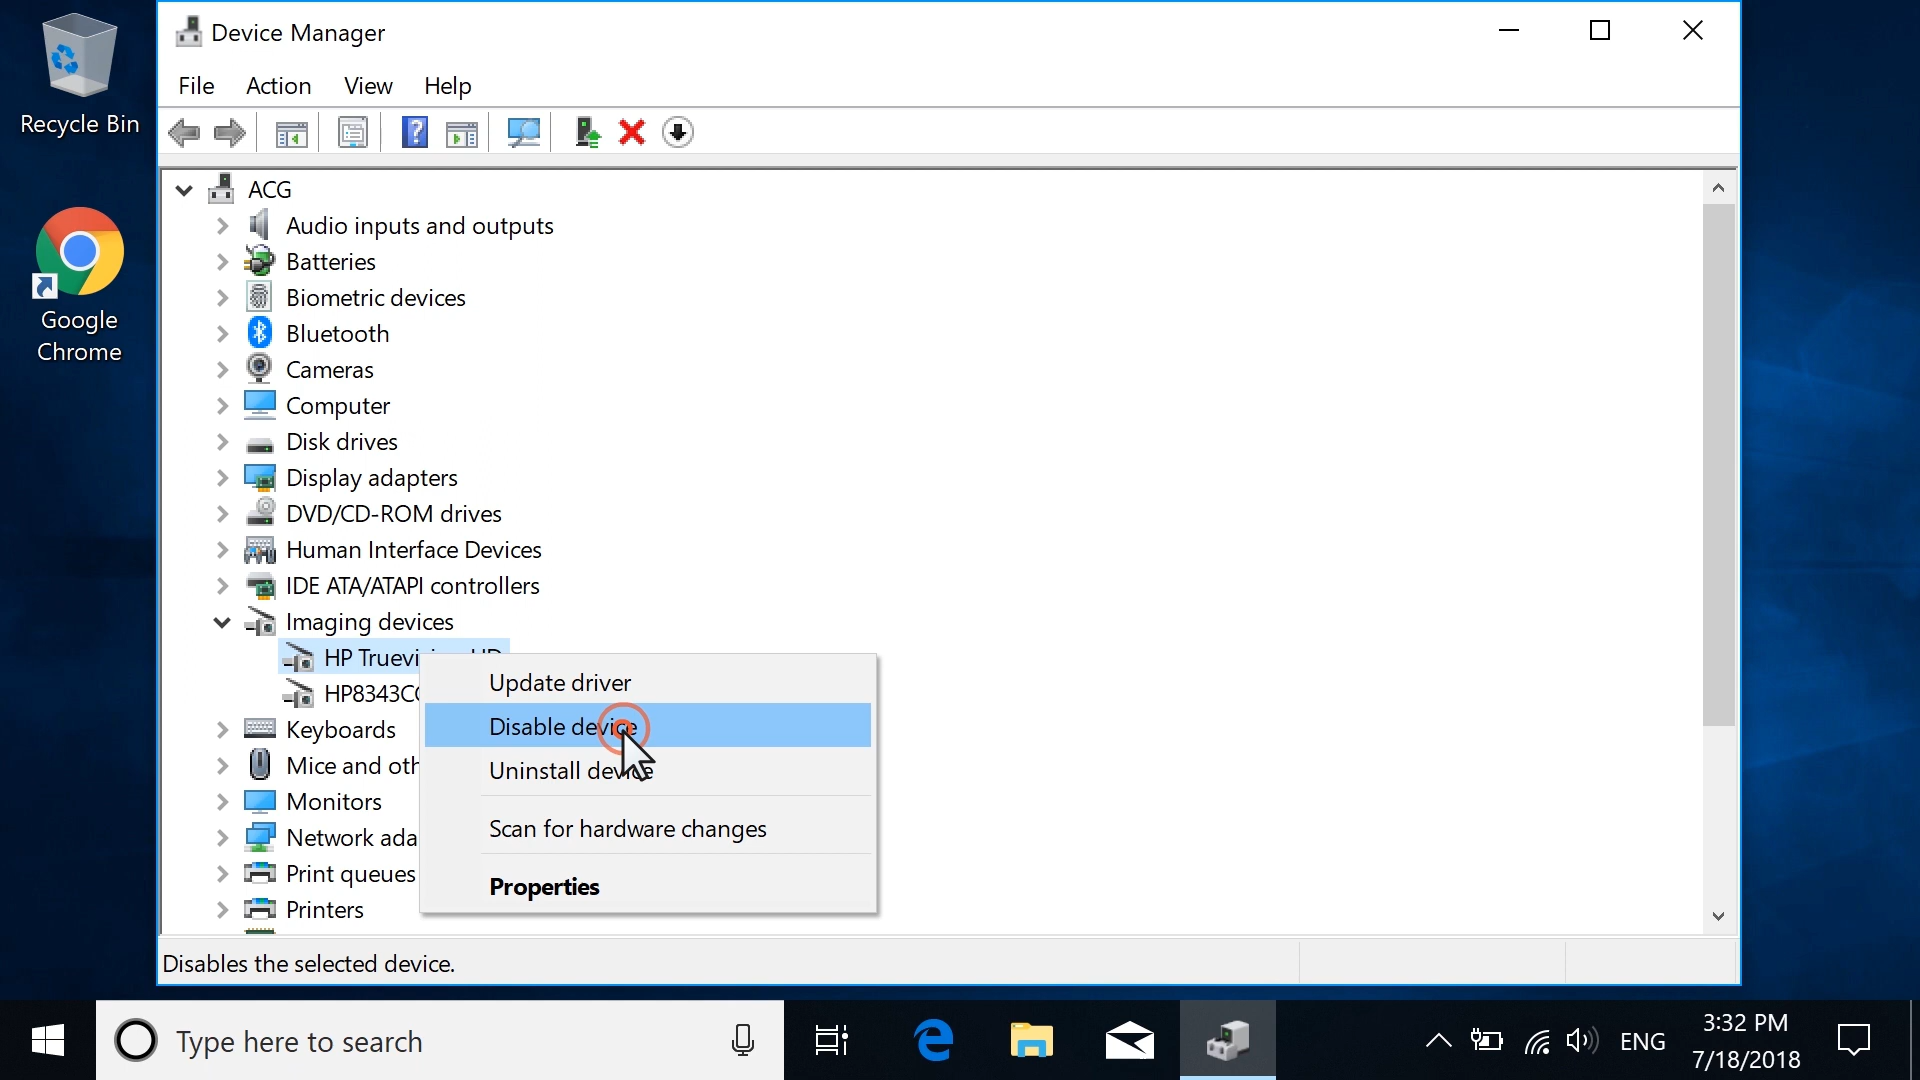 Recycle Bin
Google
Chrome
Device Manager
File Action View Help
ACG
Audio inputs and outputs
Batteries
Biometric devices
Bluetooth
Cameras
Computer
Disk drives
Display adapters
DVD/CD-ROM drives
Human Interface Devices
IDE ATA/ATAPI controllers
Imaging devices
HP Truevi
HP8343C
Keyboards
Mice and oth
Monitors
Network ada
Print queues
Printers
Update driver
Disable device
Uninstall device
Scan for hardware changes
Properties
Disables the selected device.
Type here to search
ENG
3:32 PM
7/18/2018